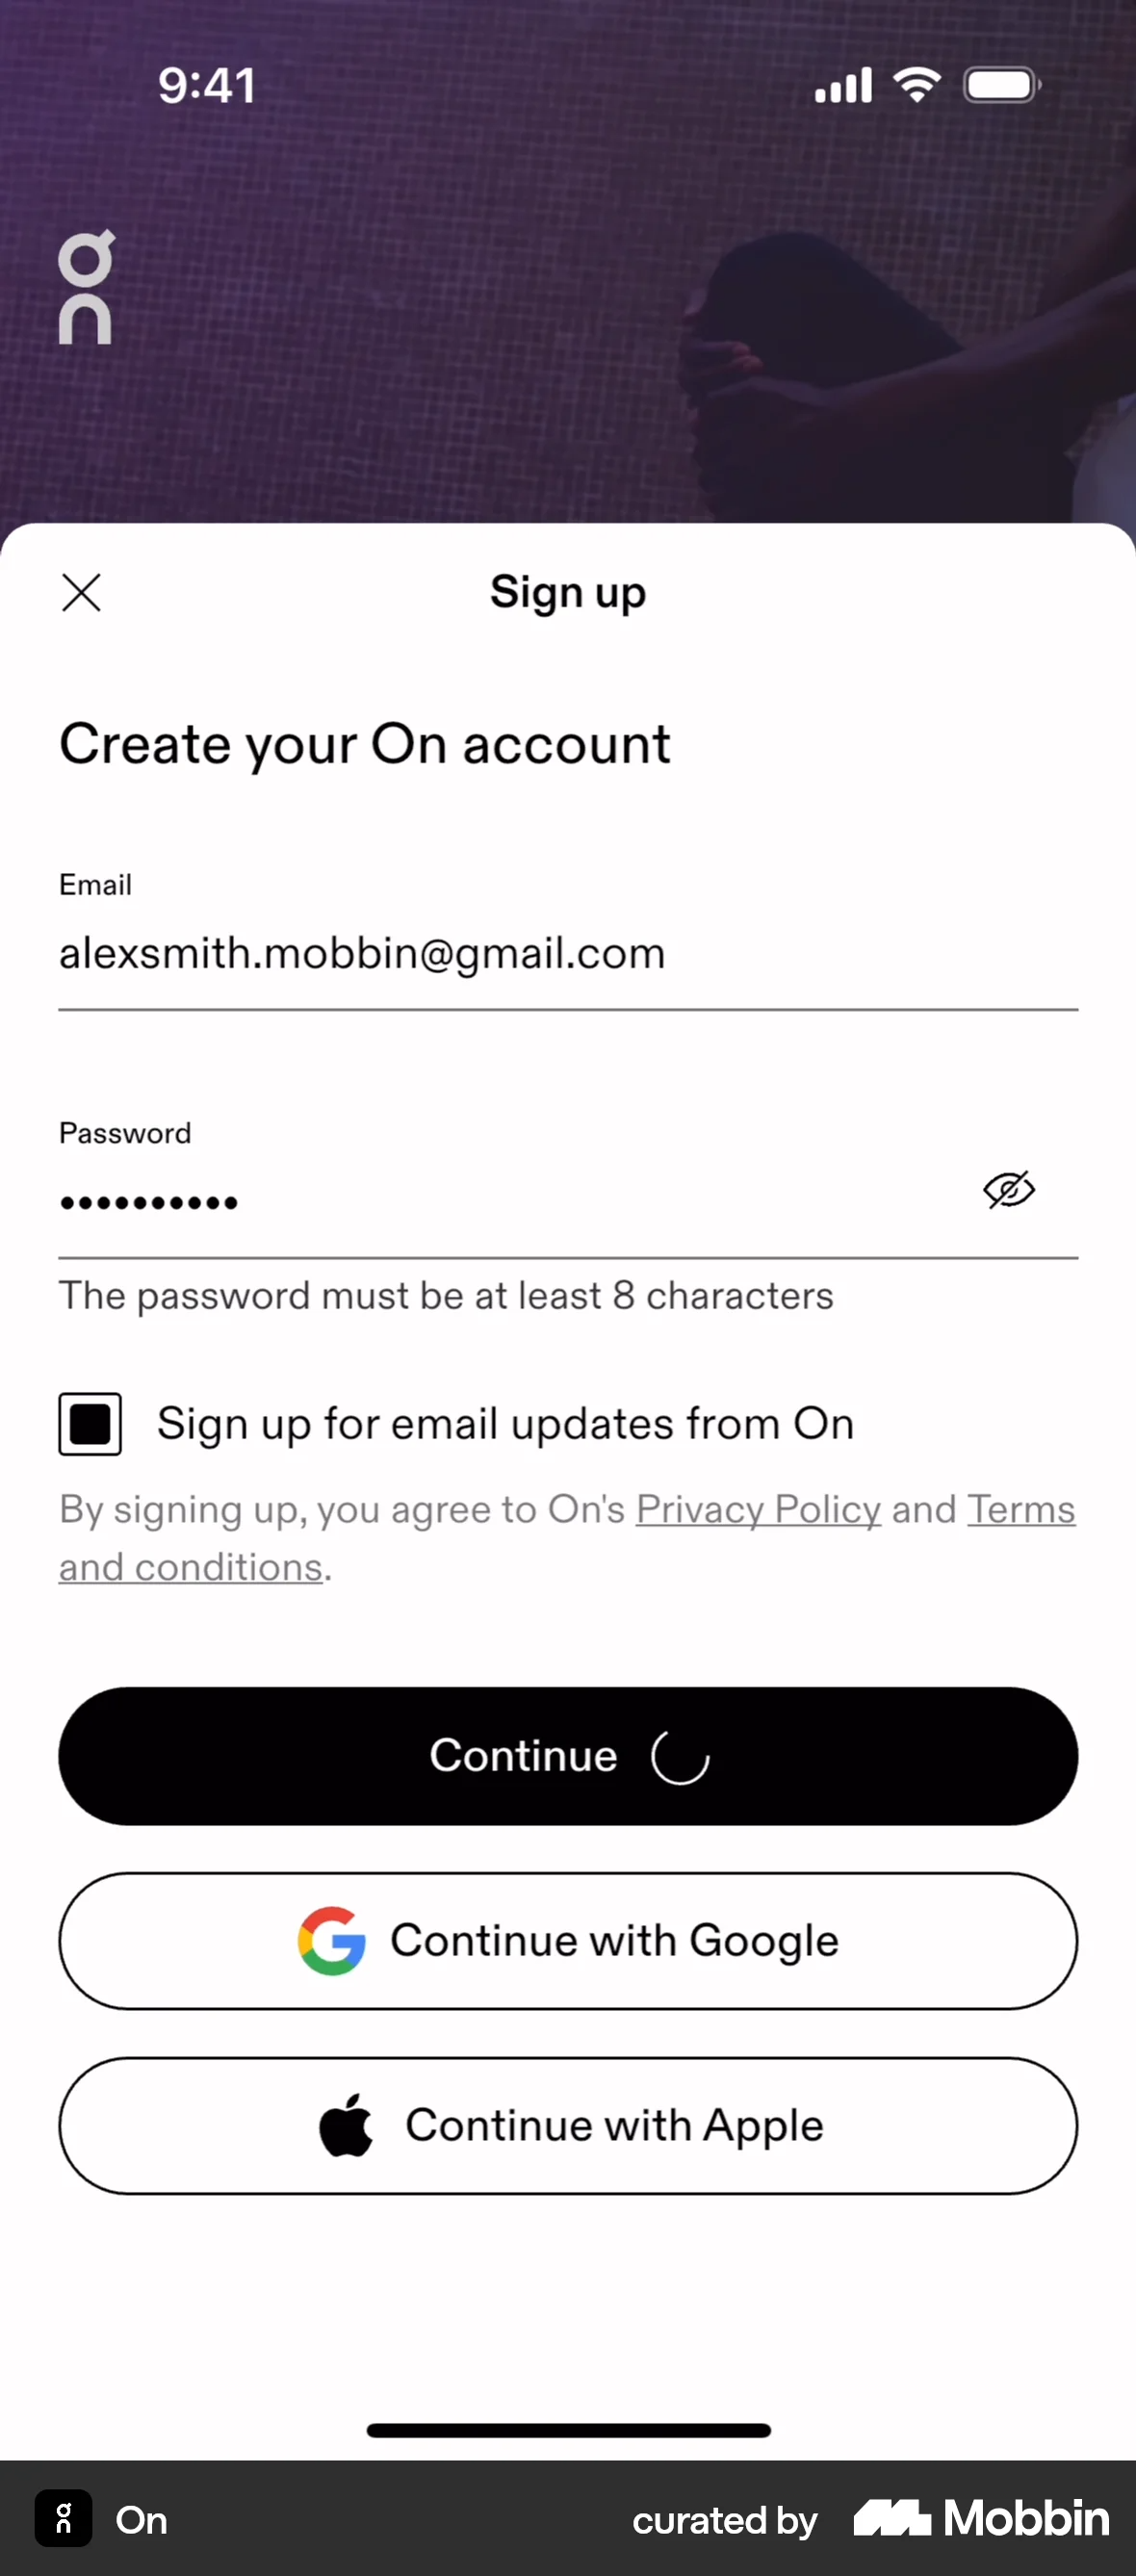 9:41
On
Sign up
Create your On account
Email
alexsmith.mobbin@gmail.com
Password
••••••••••
The password must be at least 8 characters
Sign up for email updates from On
By signing up, you agree to On's Privacy Policy and Terms
and conditions.
Continue
Continue with Google
Continue with Apple
On
curated by Mobbin